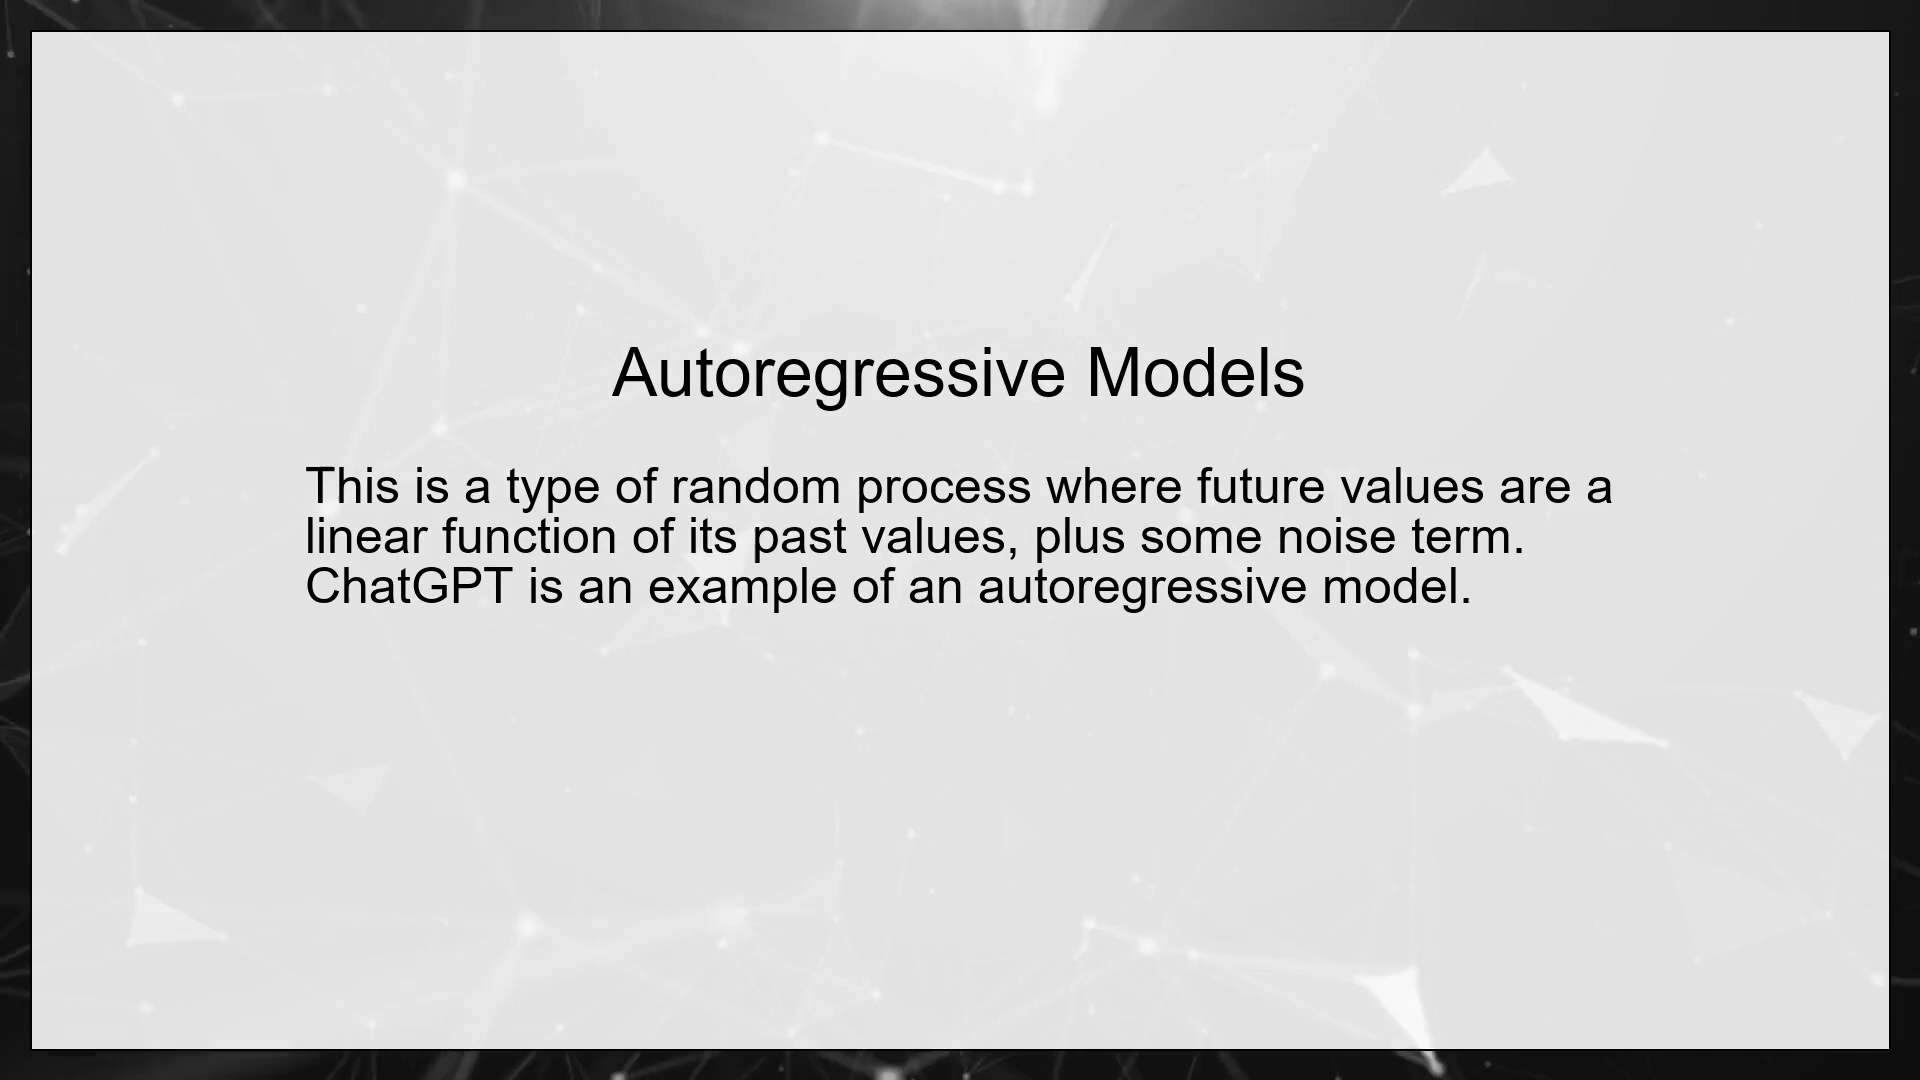 Autoregressive Models
This is a type of random process where future values are a
linear function of its past values, plus some noise term.
ChatGPT is an example of an autoregressive model.